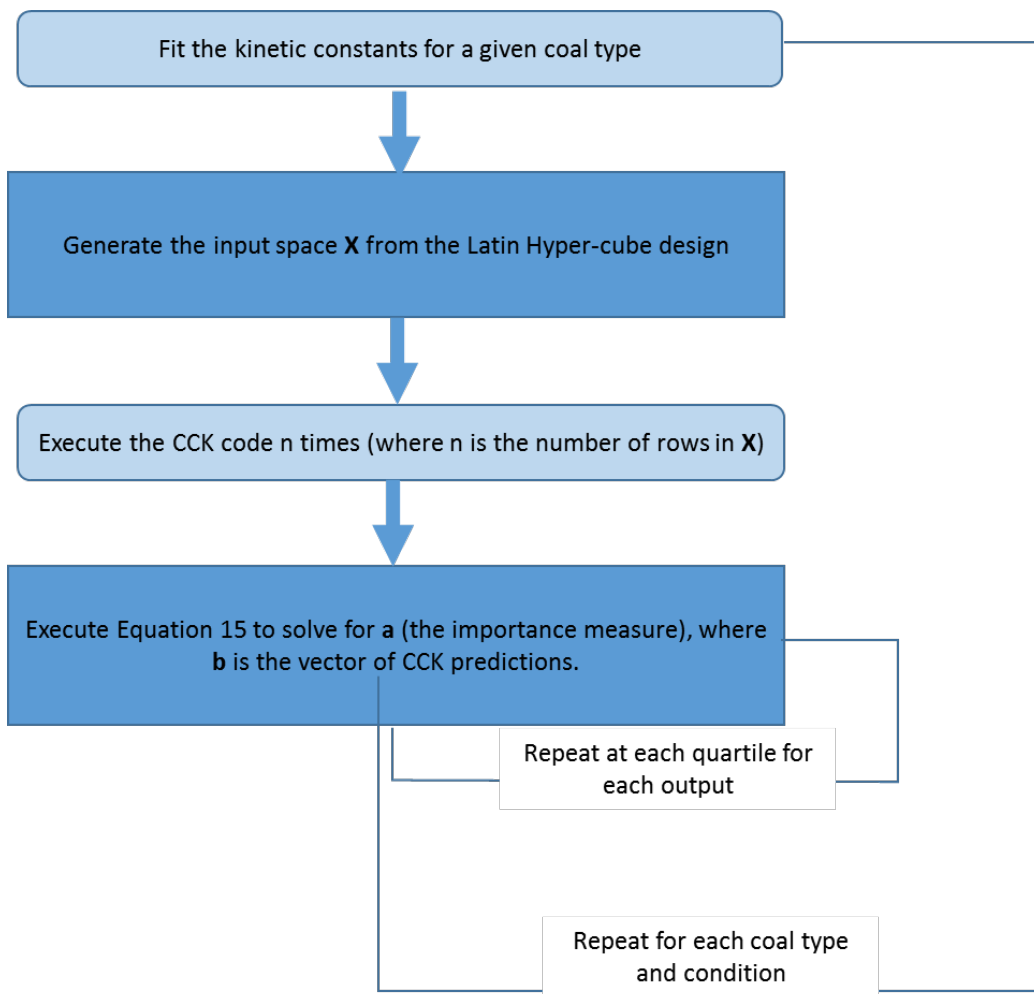 Fit the kinetic constants for a given coal type
Generate the input space X from the Latin Hyper-cube design
Execute the CCK code n times (where n is the number of rows in X)
Execute Equation 15 to solve for a (the importance measure), where
b is the vector of CCK predictions.
Repeat at each quartile for
each output
Repeat for each coal type
and condition